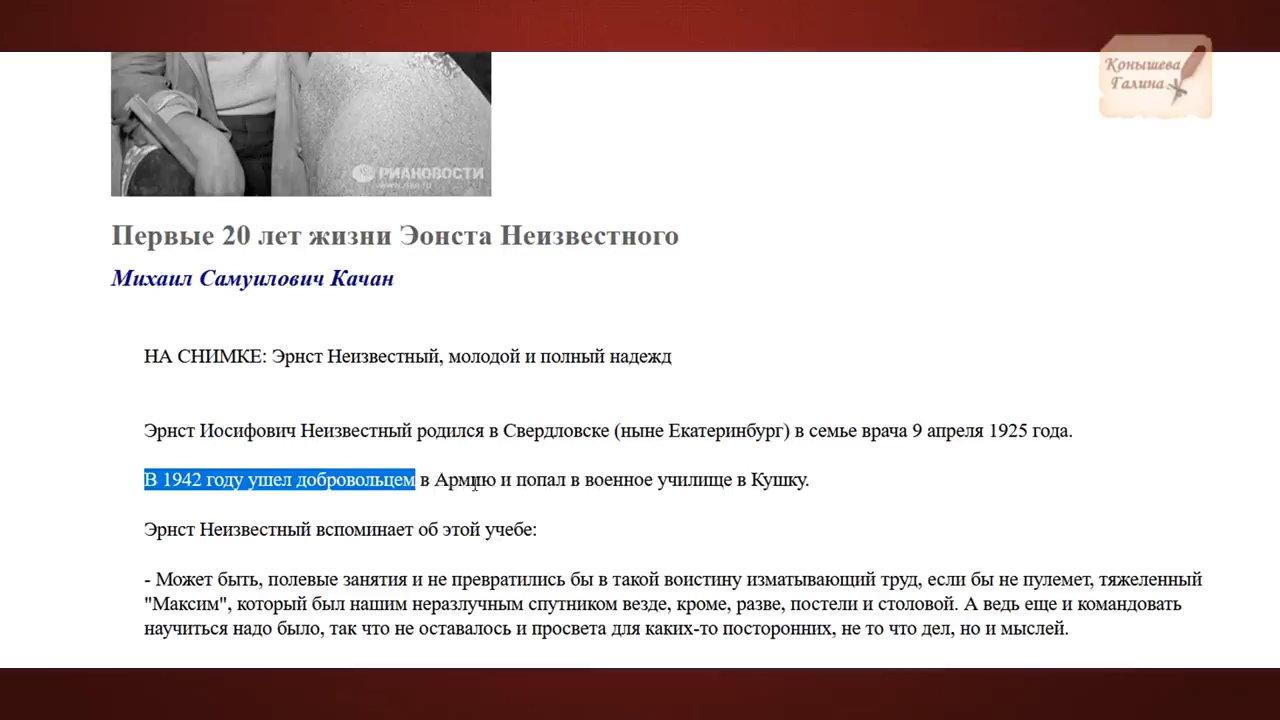 Конышева
Галина
РИАНОВОСТИ
www.rian.ru
Первые 20 лет жизни Эонста Неизвестного
Михаил Самуилович Качан
НА СНИМКЕ: Эрнст Неизвестный, молодой и полный надежд
Эрнст Иосифович Неизвестный родился в Свердловске (ныне Екатеринбург) в семье врача 9 апреля 1925 года.
В 1942 году ушел добровольцем в Армию и попал в военное училище в Кушку.
Эрнст Неизвестный вспоминает об этой учебе:
- Может быть, полевые занятия и не превратились бы в такой воистину изматывающий труд, если бы не пулемет, тяжеленный
"Максим", который был нашим неразлучным спутником везде, кроме, разве, постели и столовой. А ведь еще и командовать
научиться надо было, так что не оставалось и просвета для каких-то посторонних, не то что дел, но и мыслей.